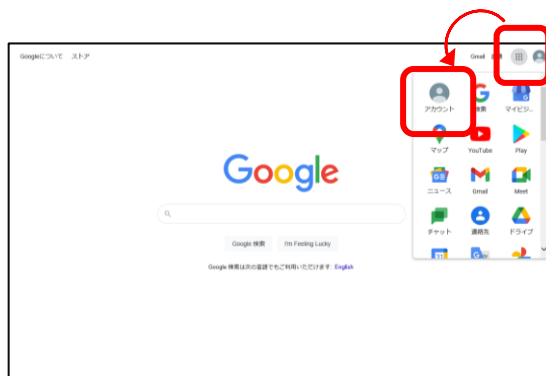 Googleについて ストア
Gmail
アカウント 検索 マイビジ...
マップ YouTube Play
ニュース Gmail Meet
チャット 連絡先 ドライブ
Google
Google 検索 I'm Feeling Lucky
Google 検索は次の言語でもご利用いただけます: English